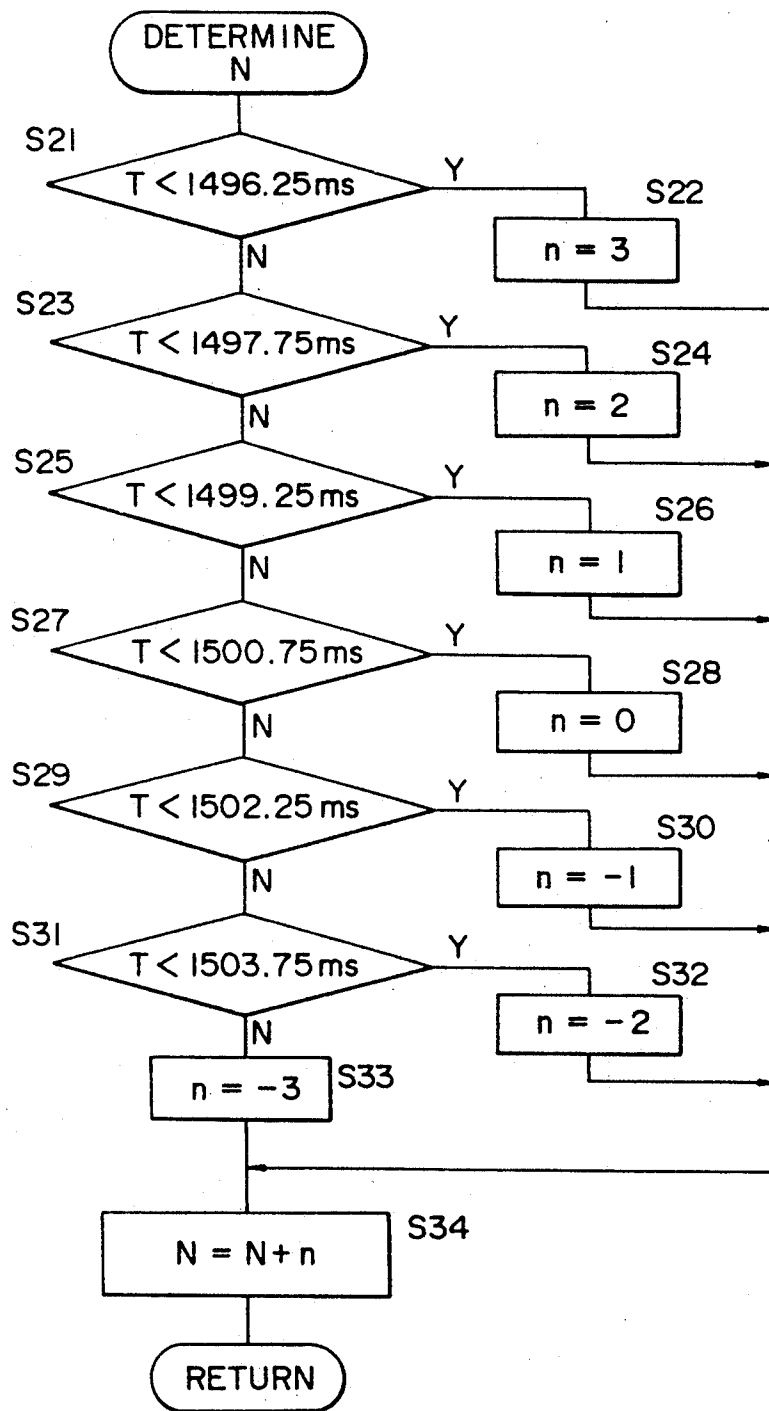 DETERMINE
N
S21
T < 1496.25ms
Y
S22
n = 3
N
S23
T < 1497.75ms
Y
S24
n = 2
N
S25
T < 1499.25ms
Y
S26
n = 1
N
S27
T < 1500.75ms
Y
S28
n = 0
N
S29
T < 1502.25ms
Y
S30
n = -1
N
S31
T < 1503.75ms
Y
S32
n = -2
N
n = -3
S33
S34
N = N+n
RETURN